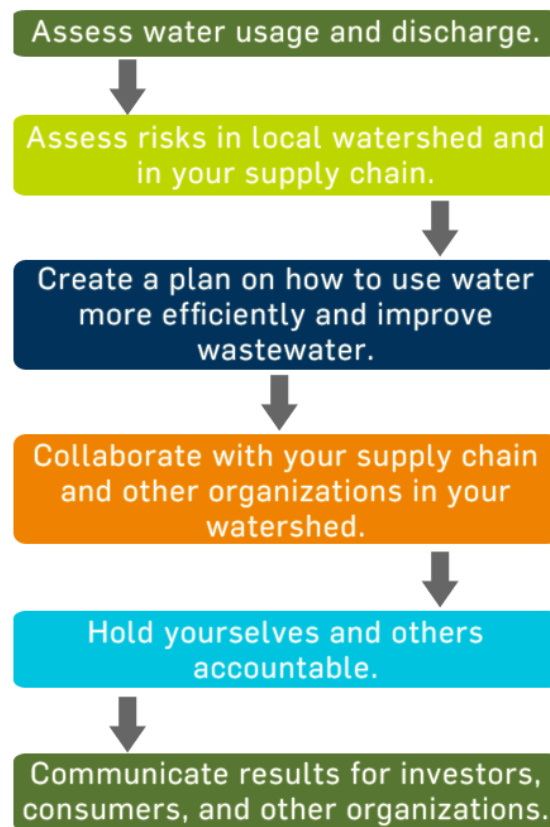 Assess water usage and discharge.
Assess risks in local watershed and
in your supply chain.
Create a plan on how to use water
more efficiently and improve
wastewater.
Collaborate with your supply chain
and other organizations in your
watershed.
Hold yourselves and others
accountable.
Communicate results for investors,
consumers, and other organizations.